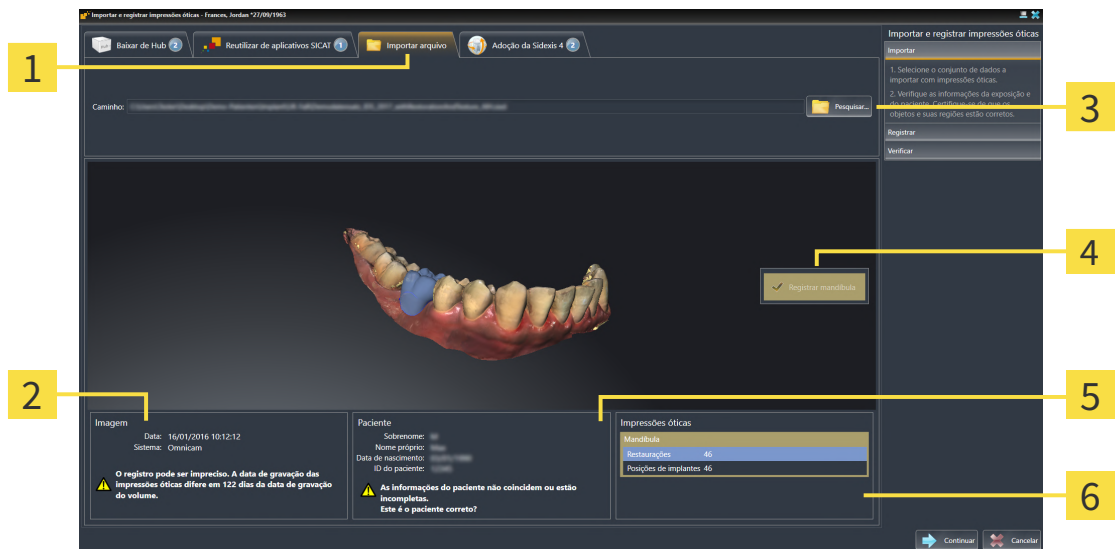 Importar e registrar impressões óticas - Frances, Jordan *27/09/1963
Baixar de Hub 2
Reutilizar de aplicativos SICAT 1
Importar arquivo
Adoção da Sidexis 4 2
Importar e registrar impressões óticas
Importar
1. Selecione o conjunto de dados a
importar com impressões óticas.
2. Verifique as informações da exposição e
do paciente. Certifique-se de que os
objetos e suas regiões estão corretos.
Registrar
Verificar
1
Caminho:
Pesquisar...
3
4
Registrar mandíbula
2
5
6
Imagem
Data: 16/01/2016 10:12:12
Sistema: Omnicam
O registro pode ser impreciso. A data de gravação das
impressões óticas difere em 122 dias da data de gravação
do volume.
Paciente
Sobrenome:
Nome próprio:
Data de nascimento:
ID do paciente:
As informações do paciente não coincidem ou estão
incompletas.
Este é o paciente correto?
Impressões óticas
Mandíbula
Restaurações 46
Posições de implantes 46
Continuar
Cancelar